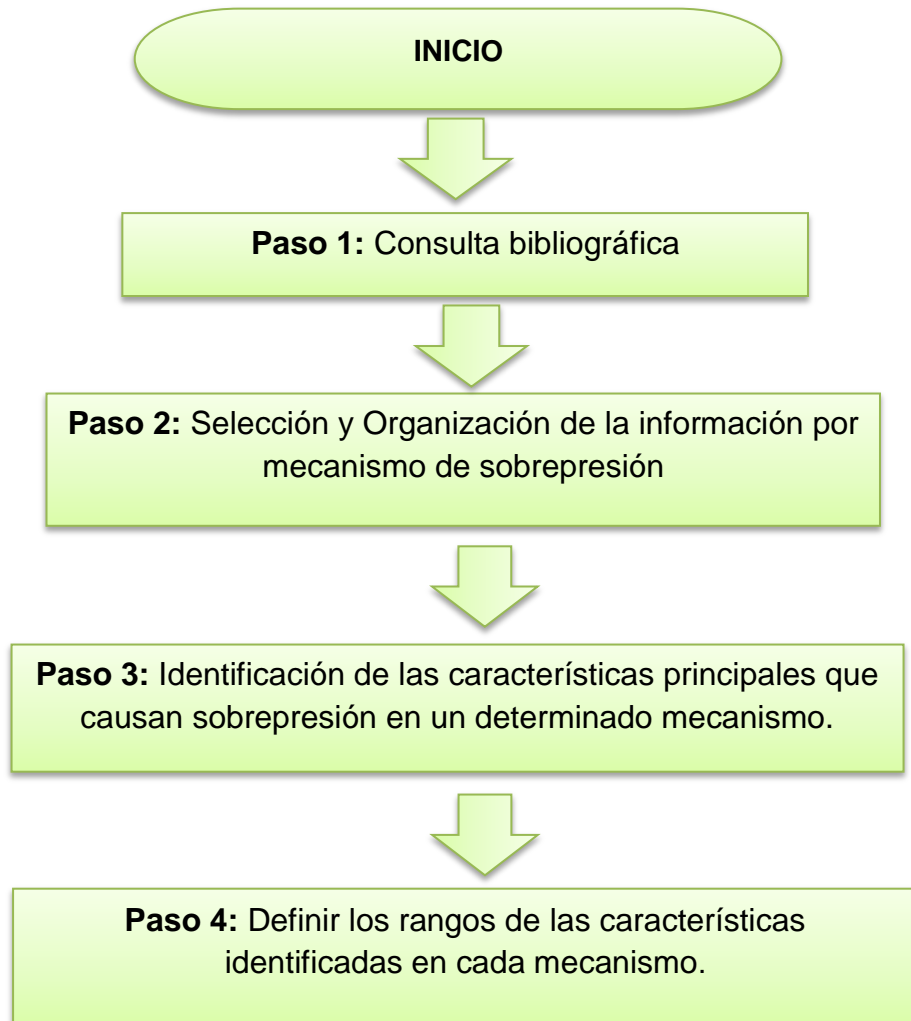 INICIO
Paso 1: Consulta bibliográfica
Paso 2: Selección y Organización de la información por
mecanismo de sobrepresión
Paso 3: Identificación de las características principales que
causan sobrepresión en un determinado mecanismo.
Paso 4: Definir los rangos de las características
identificadas en cada mecanismo.